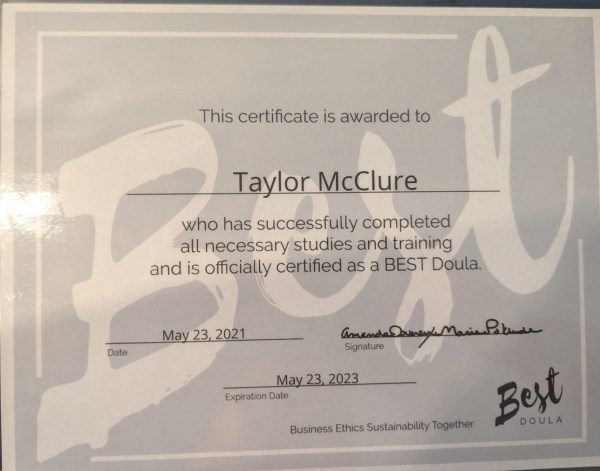 Best
This certificate is awarded to
Taylor McClure
who has successfully completed
all necessary studies and training
and is officially certified as a BEST Doula.
May 23, 2021
Date
Signature
May 23, 2023
Expiration Date
Business Ethics Sustainability Together
Best
DOULA